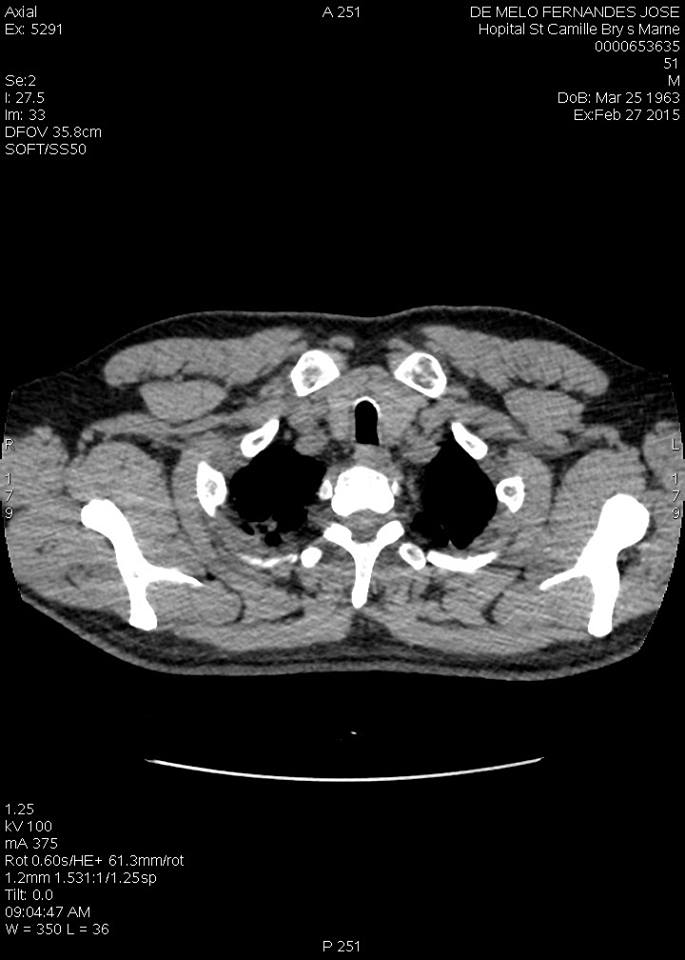 Axial
Ex: 5291
Se:2
I: 27.5
Im: 33
DFOV 35.8cm
SOFT/SS50
A 251
DE MELO FERNANDES JOSE
Hopital St Camille Bry s Marne
0000653635
51
M
DoB: Mar 25 1963
Ex:Feb 27 2015
R
1
7
9
L
1
7
9
1.25
kV 100
mA 375
Rot 0.60s/HE+ 61.3mm/rot
1.2mm 1.531:1/1.25sp
Tilt: 0.0
09:04:47 AM
W = 350 L = 36
P 251